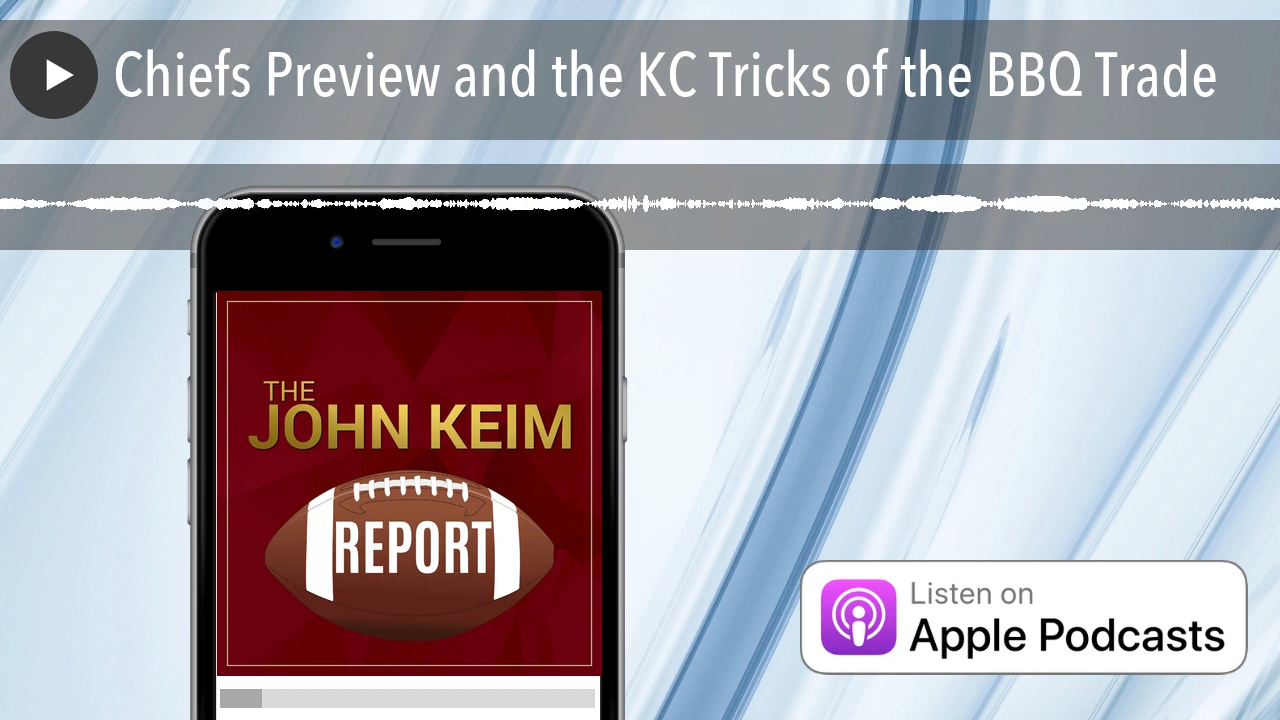 Chiefs Preview and the KC Tricks of the BBQ Trade
THE
JOHN KEIM
REPORT
Listen on
Apple Podcasts